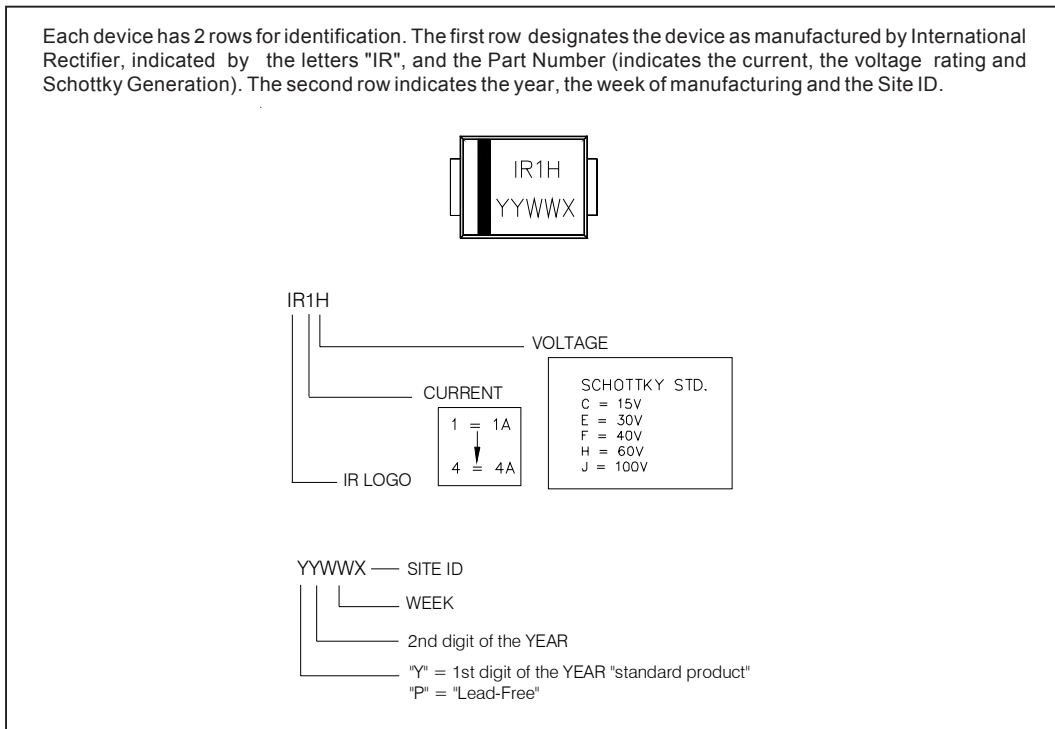 Each device has 2 rows for identification. The first row designates the device as manufactured by International
Rectifier, indicated by the letters "IR", and the Part Number (indicates the current, the voltage rating and
Schottky Generation). The second row indicates the year, the week of manufacturing and the Site ID.
IR1H
YYWWX
IR1H
VOLTAGE
SCHOTTKY STD.
C = 15V
E = 30V
F = 40V
H = 60V
J = 100V
CURRENT
1 = 1A
4 = 4A
IR LOGO
YYWWX
SITE ID
WEEK
2nd digit of the YEAR
"Y" = 1st digit of the YEAR "standard product"
"P" = "Lead-Free"